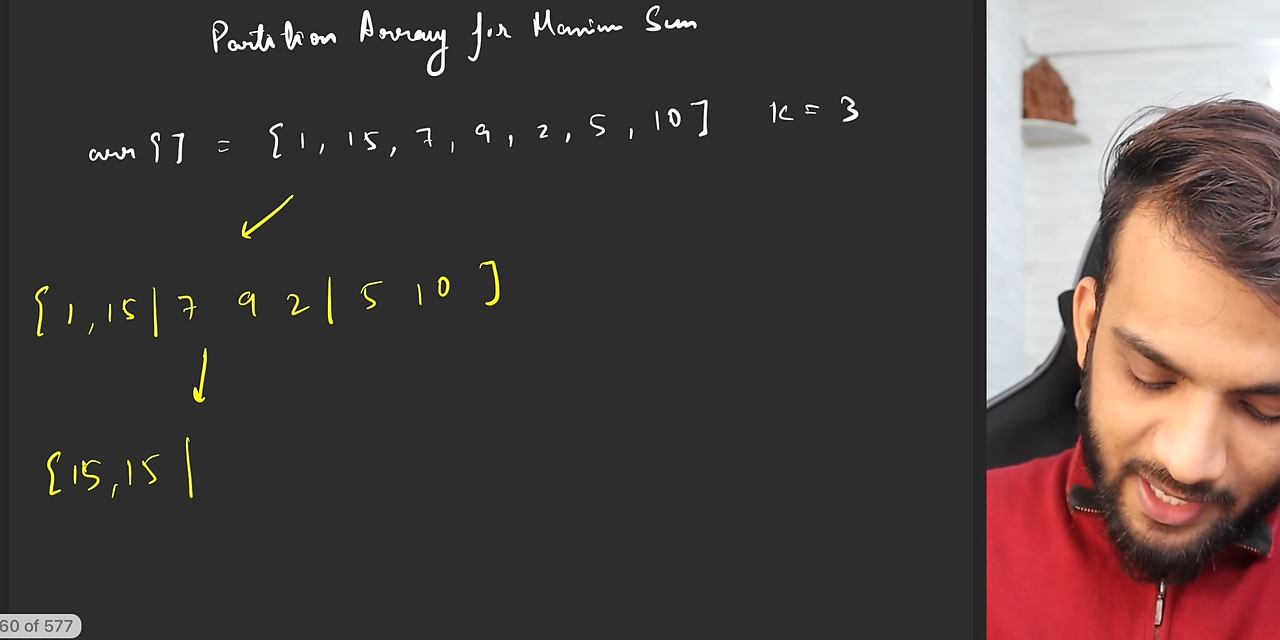 Partition Array for Maximum Sum
arr[] = [1, 15, 7, 9, 2, 5, 10] k = 3
[1, 15 | 7 9 2 | 5 10]
[15, 15 |
60 of 577